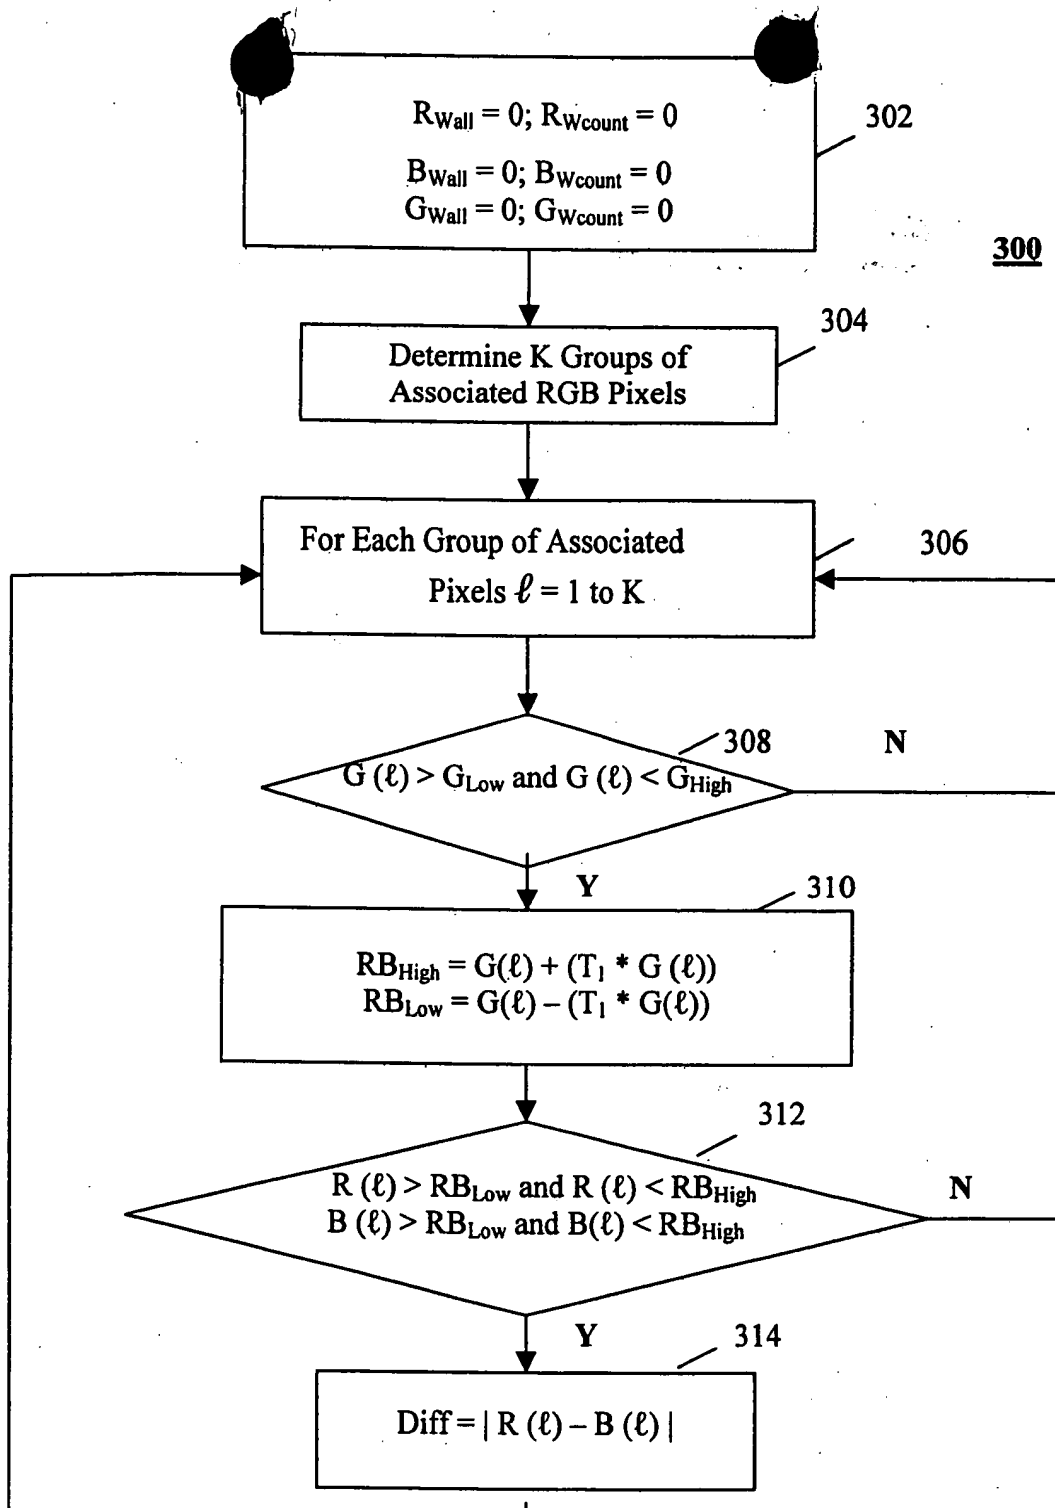 R_Wall = 0; R_Wcount = 0
302
B_Wall = 0; B_Wcount = 0
G_Wall = 0; G_Wcount = 0
300
304
Determine K Groups of
Associated RGB Pixels
For Each Group of Associated
306
Pixels ℓ = 1 to K
308
N
G (ℓ) > G_Low and G (ℓ) < G_High
Y
310
RB_High = G(ℓ) + (T_1 * G (ℓ))
RB_Low = G(ℓ) – (T_1 * G(ℓ))
312
R (ℓ) > RB_Low and R (ℓ) < RB_High
N
B (ℓ) > RB_Low and B(ℓ) < RB_High
Y
314
Diff = | R (ℓ) – B (ℓ) |